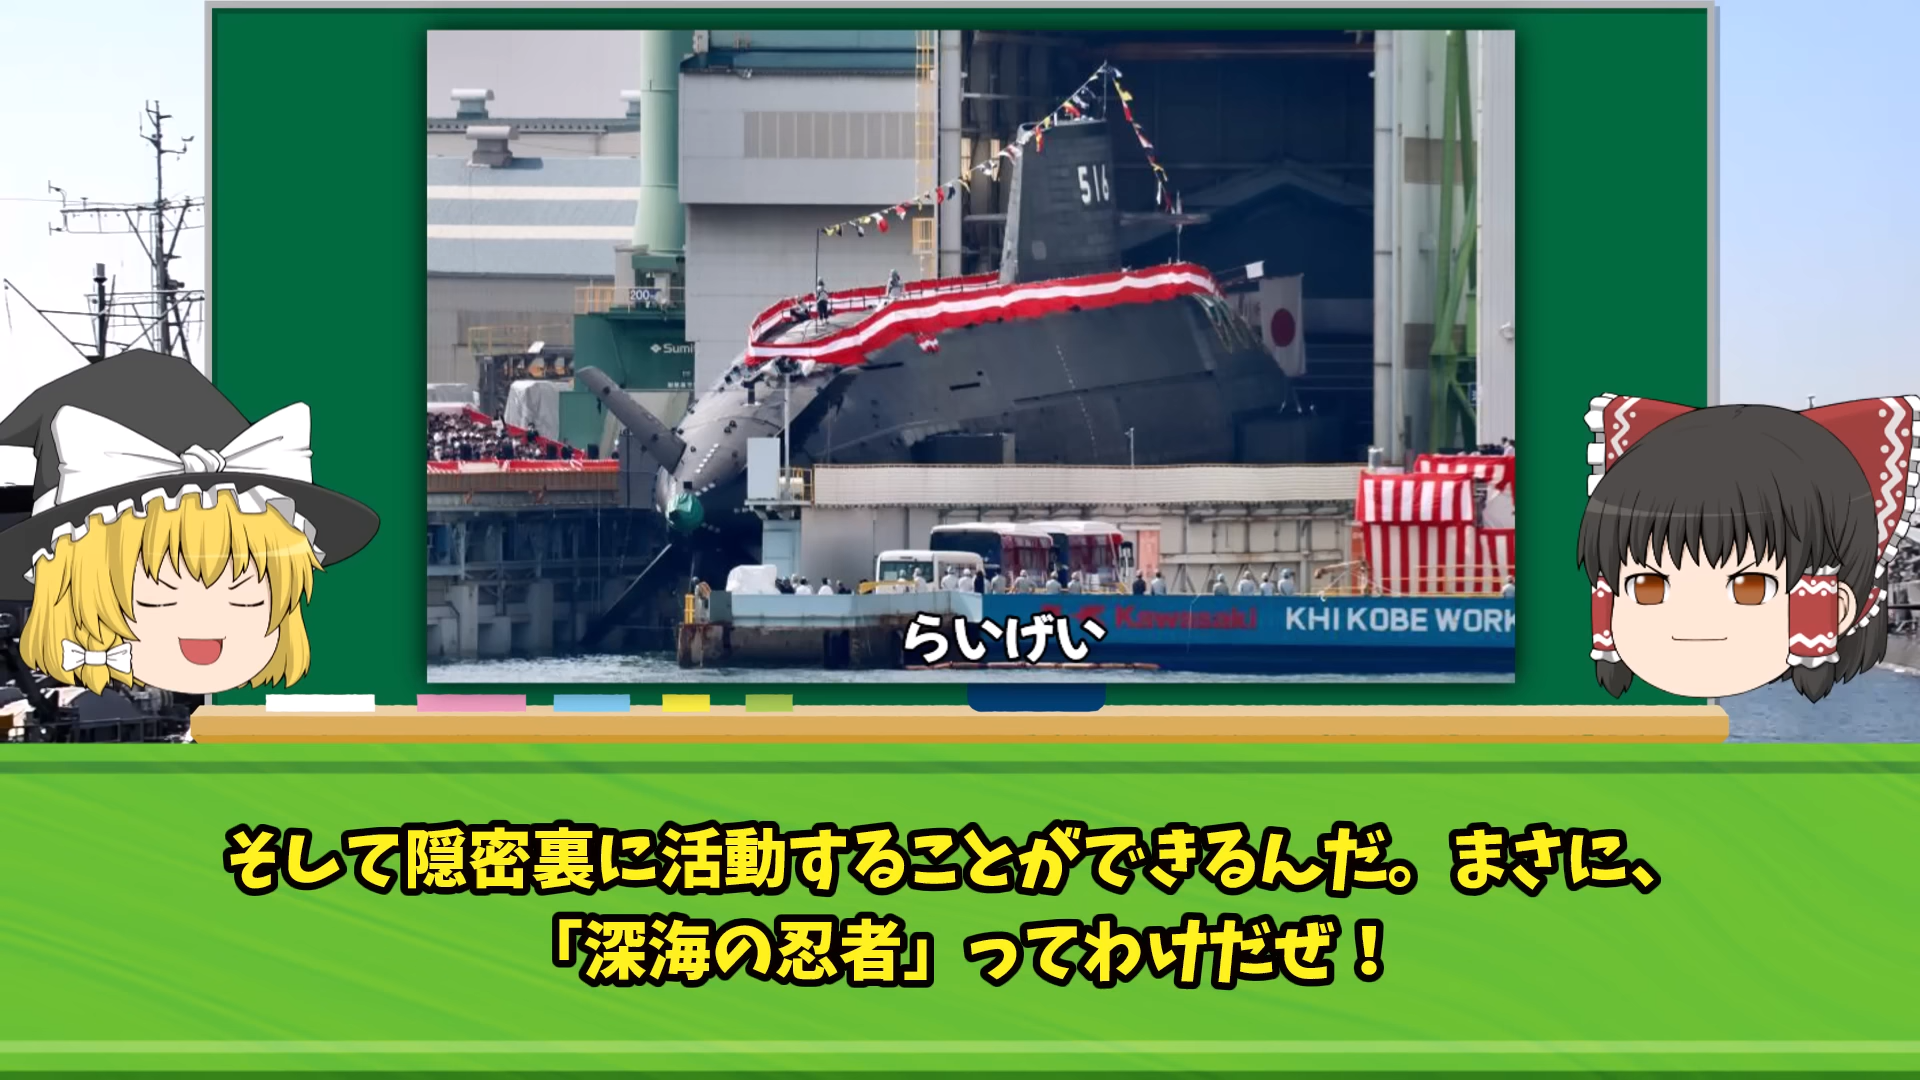 516
200
Sumi
らいげい
Kawasaki
KHI KOBE WORK
そして隠密裏に活動することができるんだ。まさに、
「深海の忍者」ってわけだぜ！